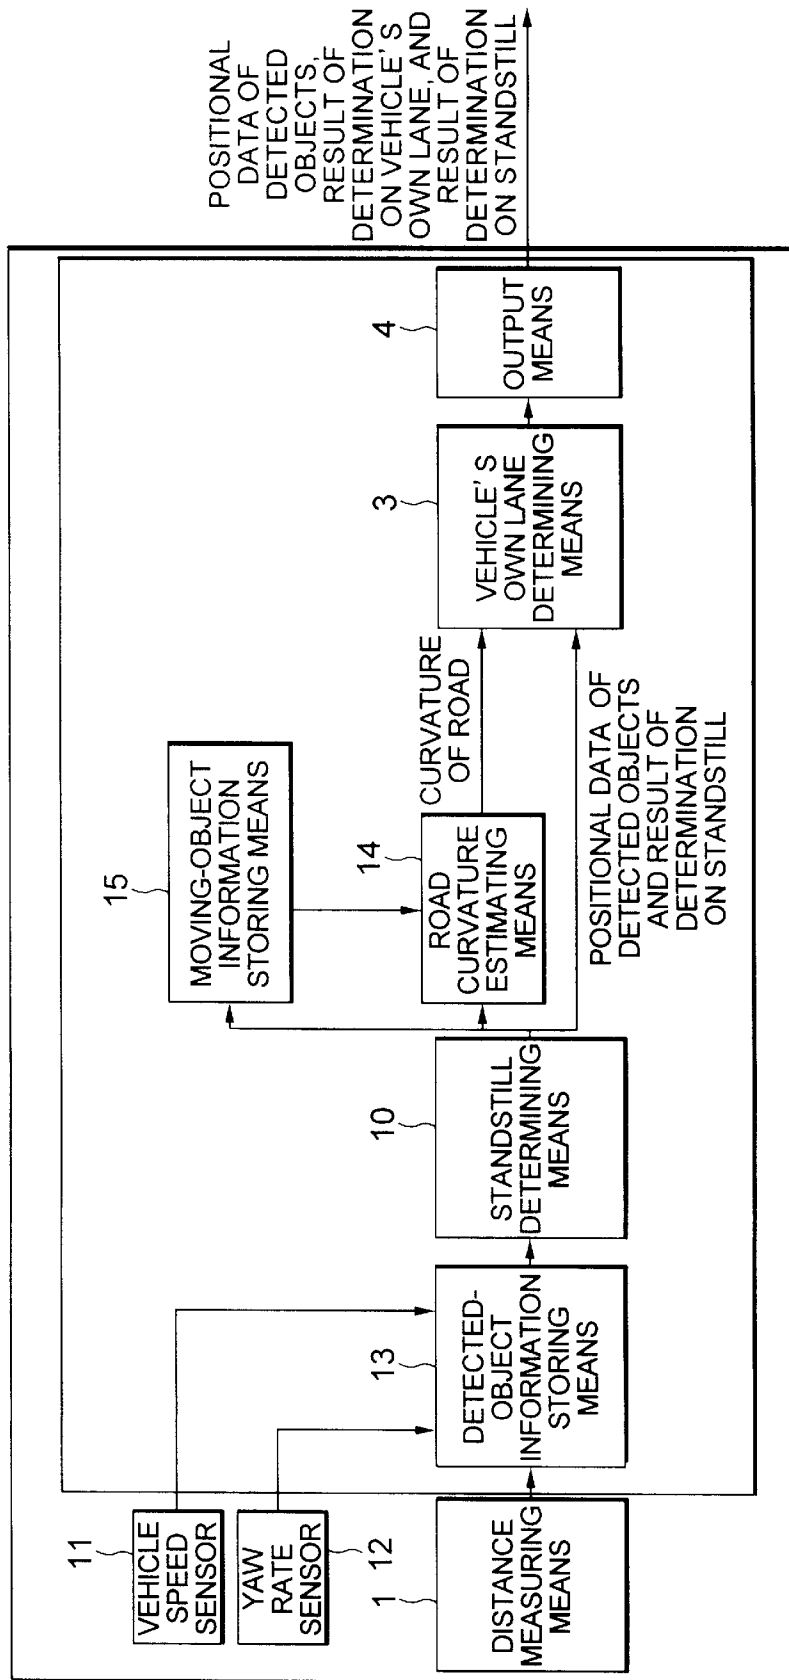 11
VEHICLE
SPEED
SENSOR
YAW
RATE
SENSOR
12
1
DISTANCE
MEASURING
MEANS
13
DETECTED-
OBJECT
INFORMATION
STORING
MEANS
10
STANDSTILL
DETERMINING
MEANS
15
MOVING-OBJECT
INFORMATION
STORING MEANS
14
ROAD
CURVATURE
ESTIMATING
MEANS
CURVATURE
OF ROAD
POSITIONAL DATA OF
DETECTED OBJECTS
AND RESULT OF
DETERMINATION
ON STANDSTILL
3
VEHICLE'S
OWN LANE
DETERMINING
MEANS
4
OUTPUT
MEANS
POSITIONAL
DATA OF
DETECTED
OBJECTS,
RESULT OF
DETERMINATION
ON VEHICLE'S
OWN LANE, AND
RESULT OF
DETERMINATION
ON STANDSTILL